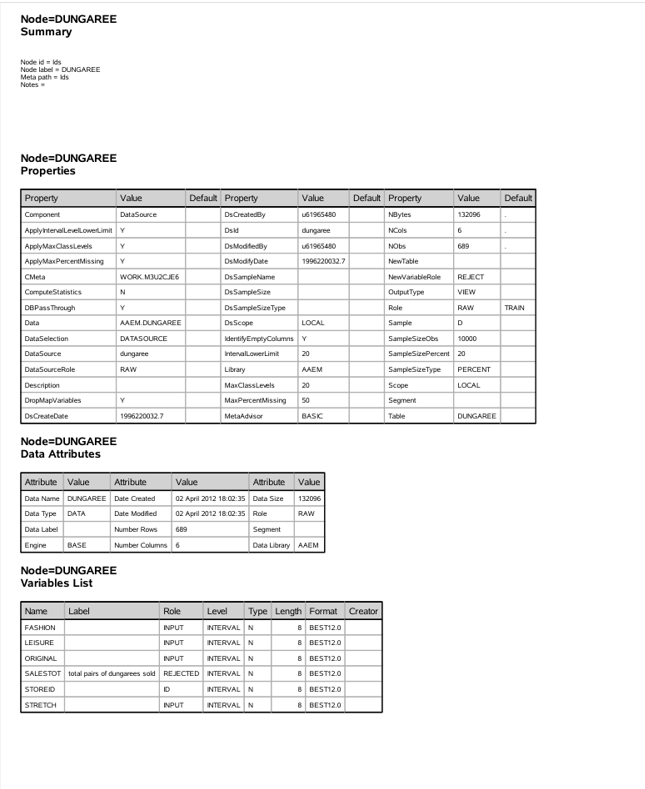 Node=DUNGAREE
Summary
Node id = Ids
Node label = DUNGAREE
Meta path = Ids
Notes =
Node=DUNGAREE
Properties
Property Value Default Property Value Default Property Value Default
Component DataSource DsCreatedBy u61965480 NBytes 132096 .
ApplyIntervalLevelLowerLimit Y DsId dungaree NCols 6 .
ApplyMaxClassLevels Y DsModifiedBy u61965480 NObs 689 .
ApplyMaxPercentMissing Y DsModifyDate 1996220032.7 NewTable
CMeta WORK.M3U2CJE6 DsSampleName NewVariableRole REJECT
ComputeStatistics N DsSampleSize OutputType VIEW
DBPassThrough Y DsSampleSizeType Role RAW TRAIN
Data AAEM.DUNGAREE DsScope LOCAL Sample D
DataSelection DATASOURCE IdentifyEmptyColumns Y SampleSizeObs 10000
DataSource dungaree IntervalLowerLimit 20 SampleSizePercent 20
DataSourceRole RAW Library AAEM SampleSizeType PERCENT
Description MaxClassLevels 20 Scope LOCAL
DropMapVariables Y MaxPercentMissing 50 Segment
DsCreateDate 1996220032.7 MetaAdvisor BASIC Table DUNGAREE
Node=DUNGAREE
Data Attributes
Attribute Value Attribute Value Attribute Value
Data Name DUNGAREE Date Created 02 April 2012 18:02:35 Data Size 132096
Data Type DATA Date Modified 02 April 2012 18:02:35 Role RAW
Data Label Number Rows 689 Segment
Engine BASE Number Columns 6 Data Library AAEM
Node=DUNGAREE
Variables List
Name Label Role Level Type Length Format Creator
FASHION INPUT INTERVAL N 8 BEST12.0
LEISURE INPUT INTERVAL N 8 BEST12.0
ORIGINAL INPUT INTERVAL N 8 BEST12.0
SALESTOT total pairs of dungarees sold REJECTED INTERVAL N 8 BEST12.0
STOREID ID INTERVAL N 8 BEST12.0
STRETCH INPUT INTERVAL N 8 BEST12.0